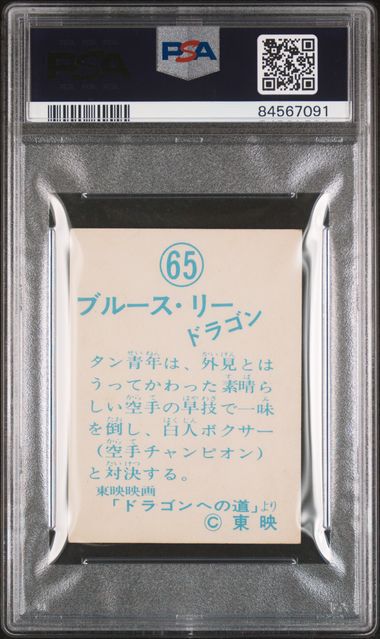 PSA
PSA
84567091
65
ブルース・リー
ドラゴン
タン青年は、外見とは
うってかわった素晴ら
しい空手の早技で一味
を倒し、白人ボクサー
(空手チャンピオン)
と対決する。
東映映画
「ドラゴンへの道」より
© 東映